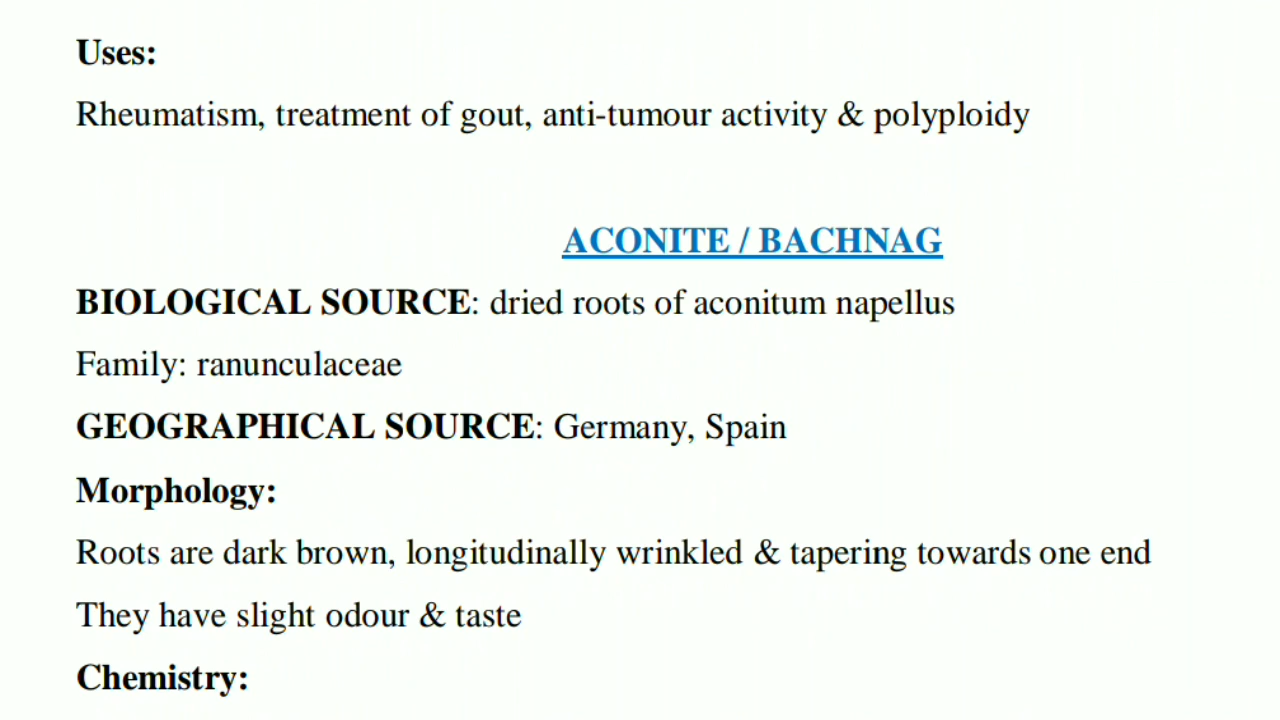 Uses:
Rheumatism, treatment of gout, anti-tumour activity & polyploidy
ACONITE / BACHNAG
BIOLOGICAL SOURCE: dried roots of aconitum napellus
Family: ranunculaceae
GEOGRAPHICAL SOURCE: Germany, Spain
Morphology:
Roots are dark brown, longitudinally wrinkled & tapering towards one end
They have slight odour & taste
Chemistry: